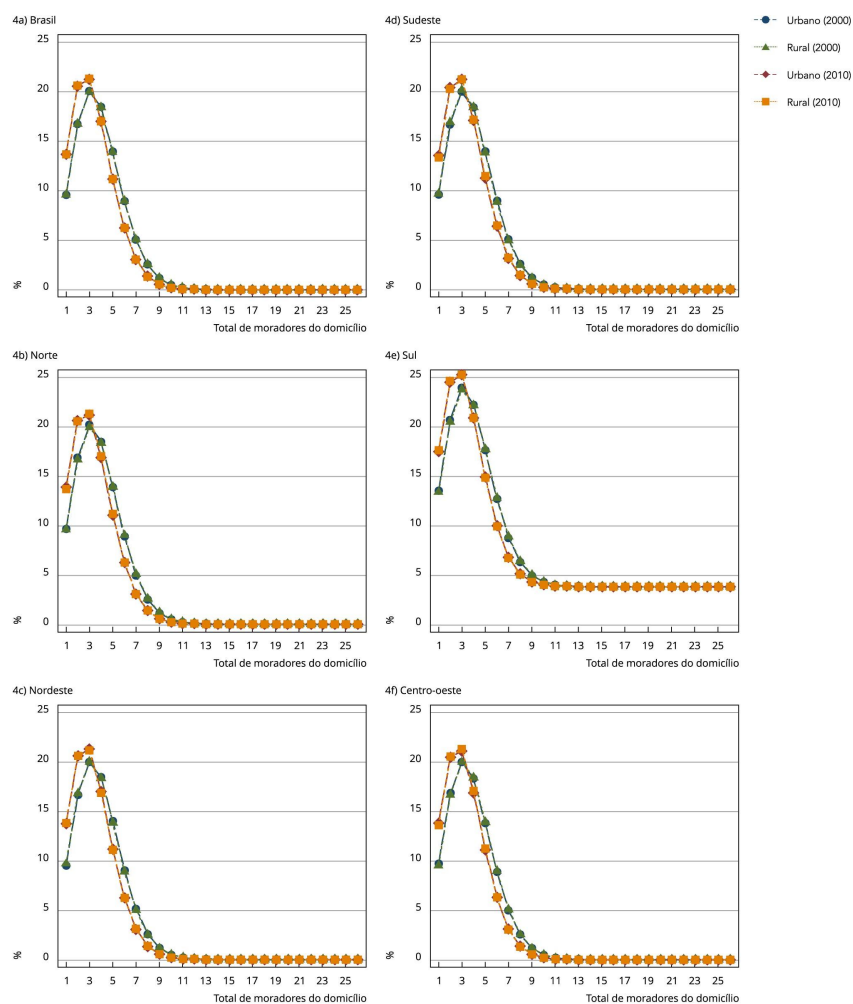 4a) Brasil
25
20
15
10
5
0
%
1 3 5 7 9 11 13 15 17 19 21 23 25
Total de moradores do domicílio
4d) Sudeste
25
20
15
10
5
0
%
1 3 5 7 9 11 13 15 17 19 21 23 25
Total de moradores do domicílio
Urbano (2000)
Rural (2000)
Urbano (2010)
Rural (2010)
4b) Norte
25
20
15
10
5
0
%
1 3 5 7 9 11 13 15 17 19 21 23 25
Total de moradores do domicílio
4e) Sul
25
20
15
10
5
0
%
1 3 5 7 9 11 13 15 17 19 21 23 25
Total de moradores do domicílio
4c) Nordeste
25
20
15
10
5
0
%
1 3 5 7 9 11 13 15 17 19 21 23 25
Total de moradores do domicílio
4f) Centro-oeste
25
20
15
10
5
0
%
1 3 5 7 9 11 13 15 17 19 21 23 25
Total de moradores do domicílio